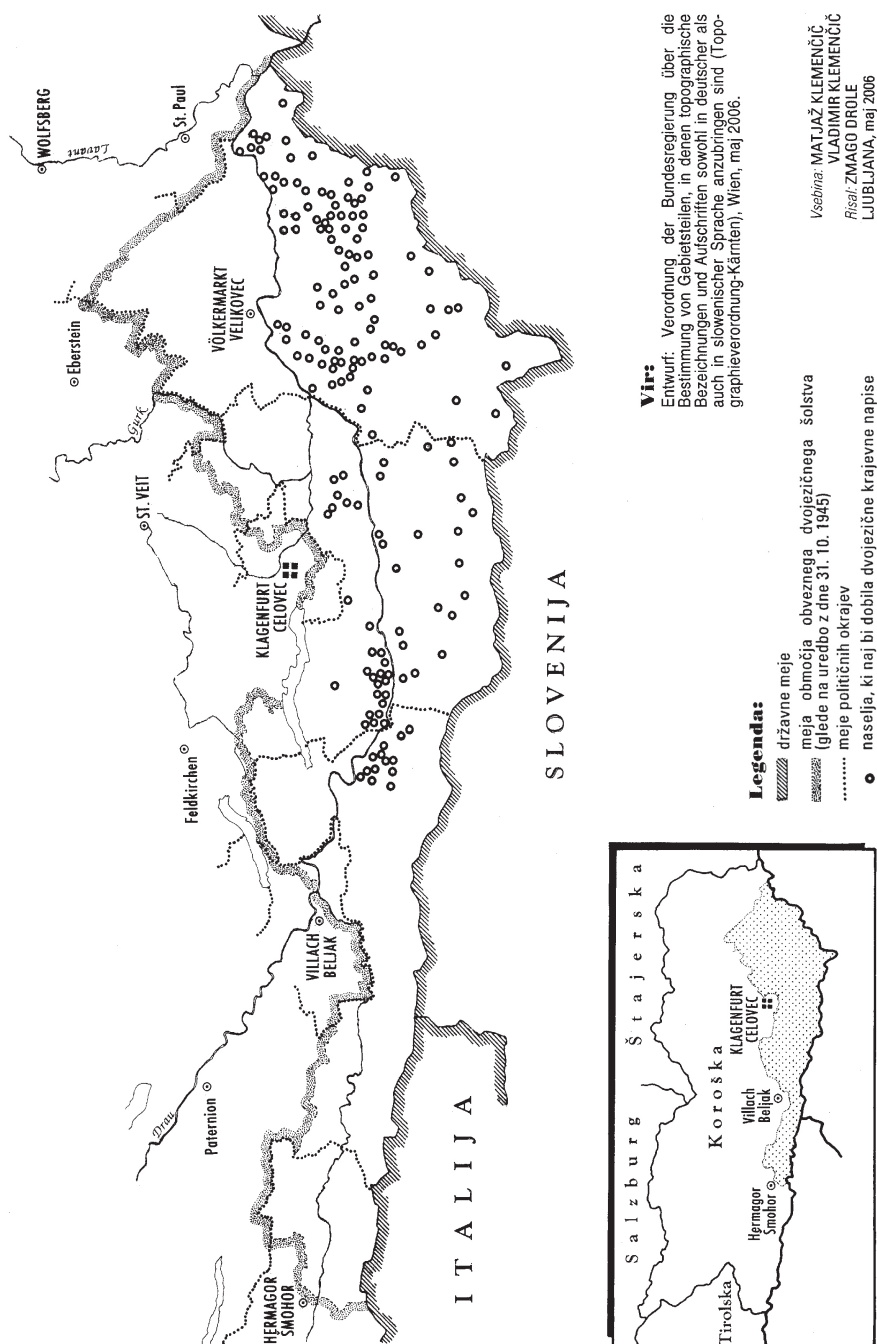 WOLFSBERG
Lavant
St. Paul
Eberstein
Gurk
VÖLKERMARKT
VELIKOVEC
ST. VEIT
KLAGENFURT
CELOVEC
Feldkirchen
VILLACH
BELJAK
Drau
Paternion
HERMAGOR
SMOHOR
SLOVENIJA
ITALIJA
Vir:
Entwurf: Verordnung der Bundesregierung über die
Bestimmung von Gebietsteilen, in denen topographische
Bezeichnungen und Aufschriften sowohl in deutscher als
auch in slowenischer Sprache anzubringen sind (Topo-
graphieverordnung-Kärnten), Wien, maj 2006.
Vsebina: MATJAŽ KLEMENČIČ
VLADIMIR KLEMENČIČ
Risal: ZMAGO DROLE
LJUBLJANA, maj 2006
Legenda:
državne meje
meja območja obveznega dvojezičnega šolstva
(glede na uredbo z dne 31. 10. 1945)
meje političnih okrajev
naselja, ki naj bi dobila dvojezične krajevne napise
Salzburg
Štajerska
Koroška
Tirolska
KLAGENFURT
CELOVEC
Villach
Beljak
Hermagor
Šmohor